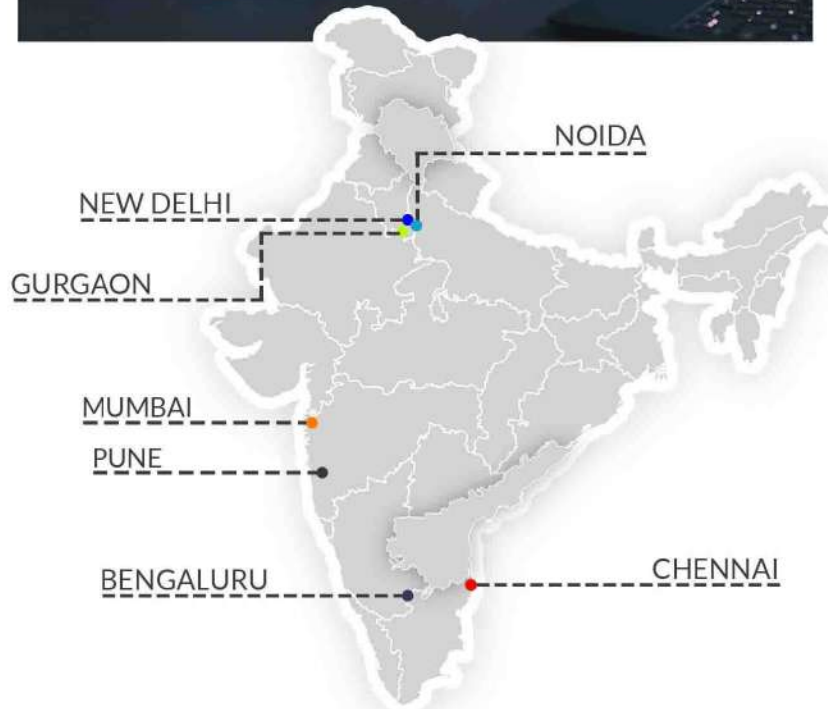 NOIDA
NEW DELHI
GURGAON
MUMBAI
PUNE
BENGALURU
CHENNAI